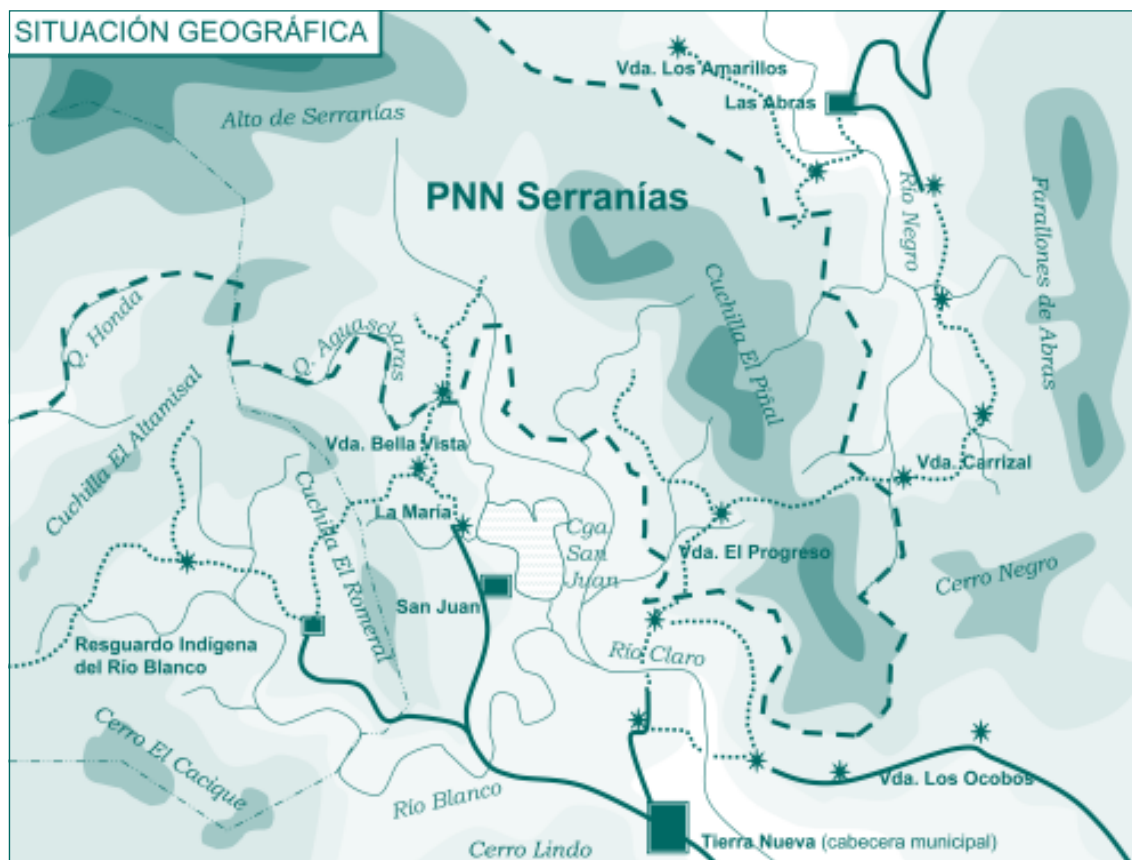 SITUACIÓN GEOGRÁFICA
Vda. Los Amarillos
Las Abras
Alto de Serranías
PNN Serranías
Río Negro
Farallones de Abras
Q. Honda
Q. Aguasclaras
Cuchilla El Piñal
Cuchilla El Altamisal
Vda. Bella Vista
Vda. Carrizal
Cuchilla El Romeral
La María
Cga.
San
Juan
Vda. El Progreso
Cerro Negro
San Juan
Resguardo Indígena
del Río Blanco
Río Claro
Cerro El Cacique
Río Blanco
Vda. Los Ocobos
Tierra Nueva (cabecera municipal)
Cerro Lindo